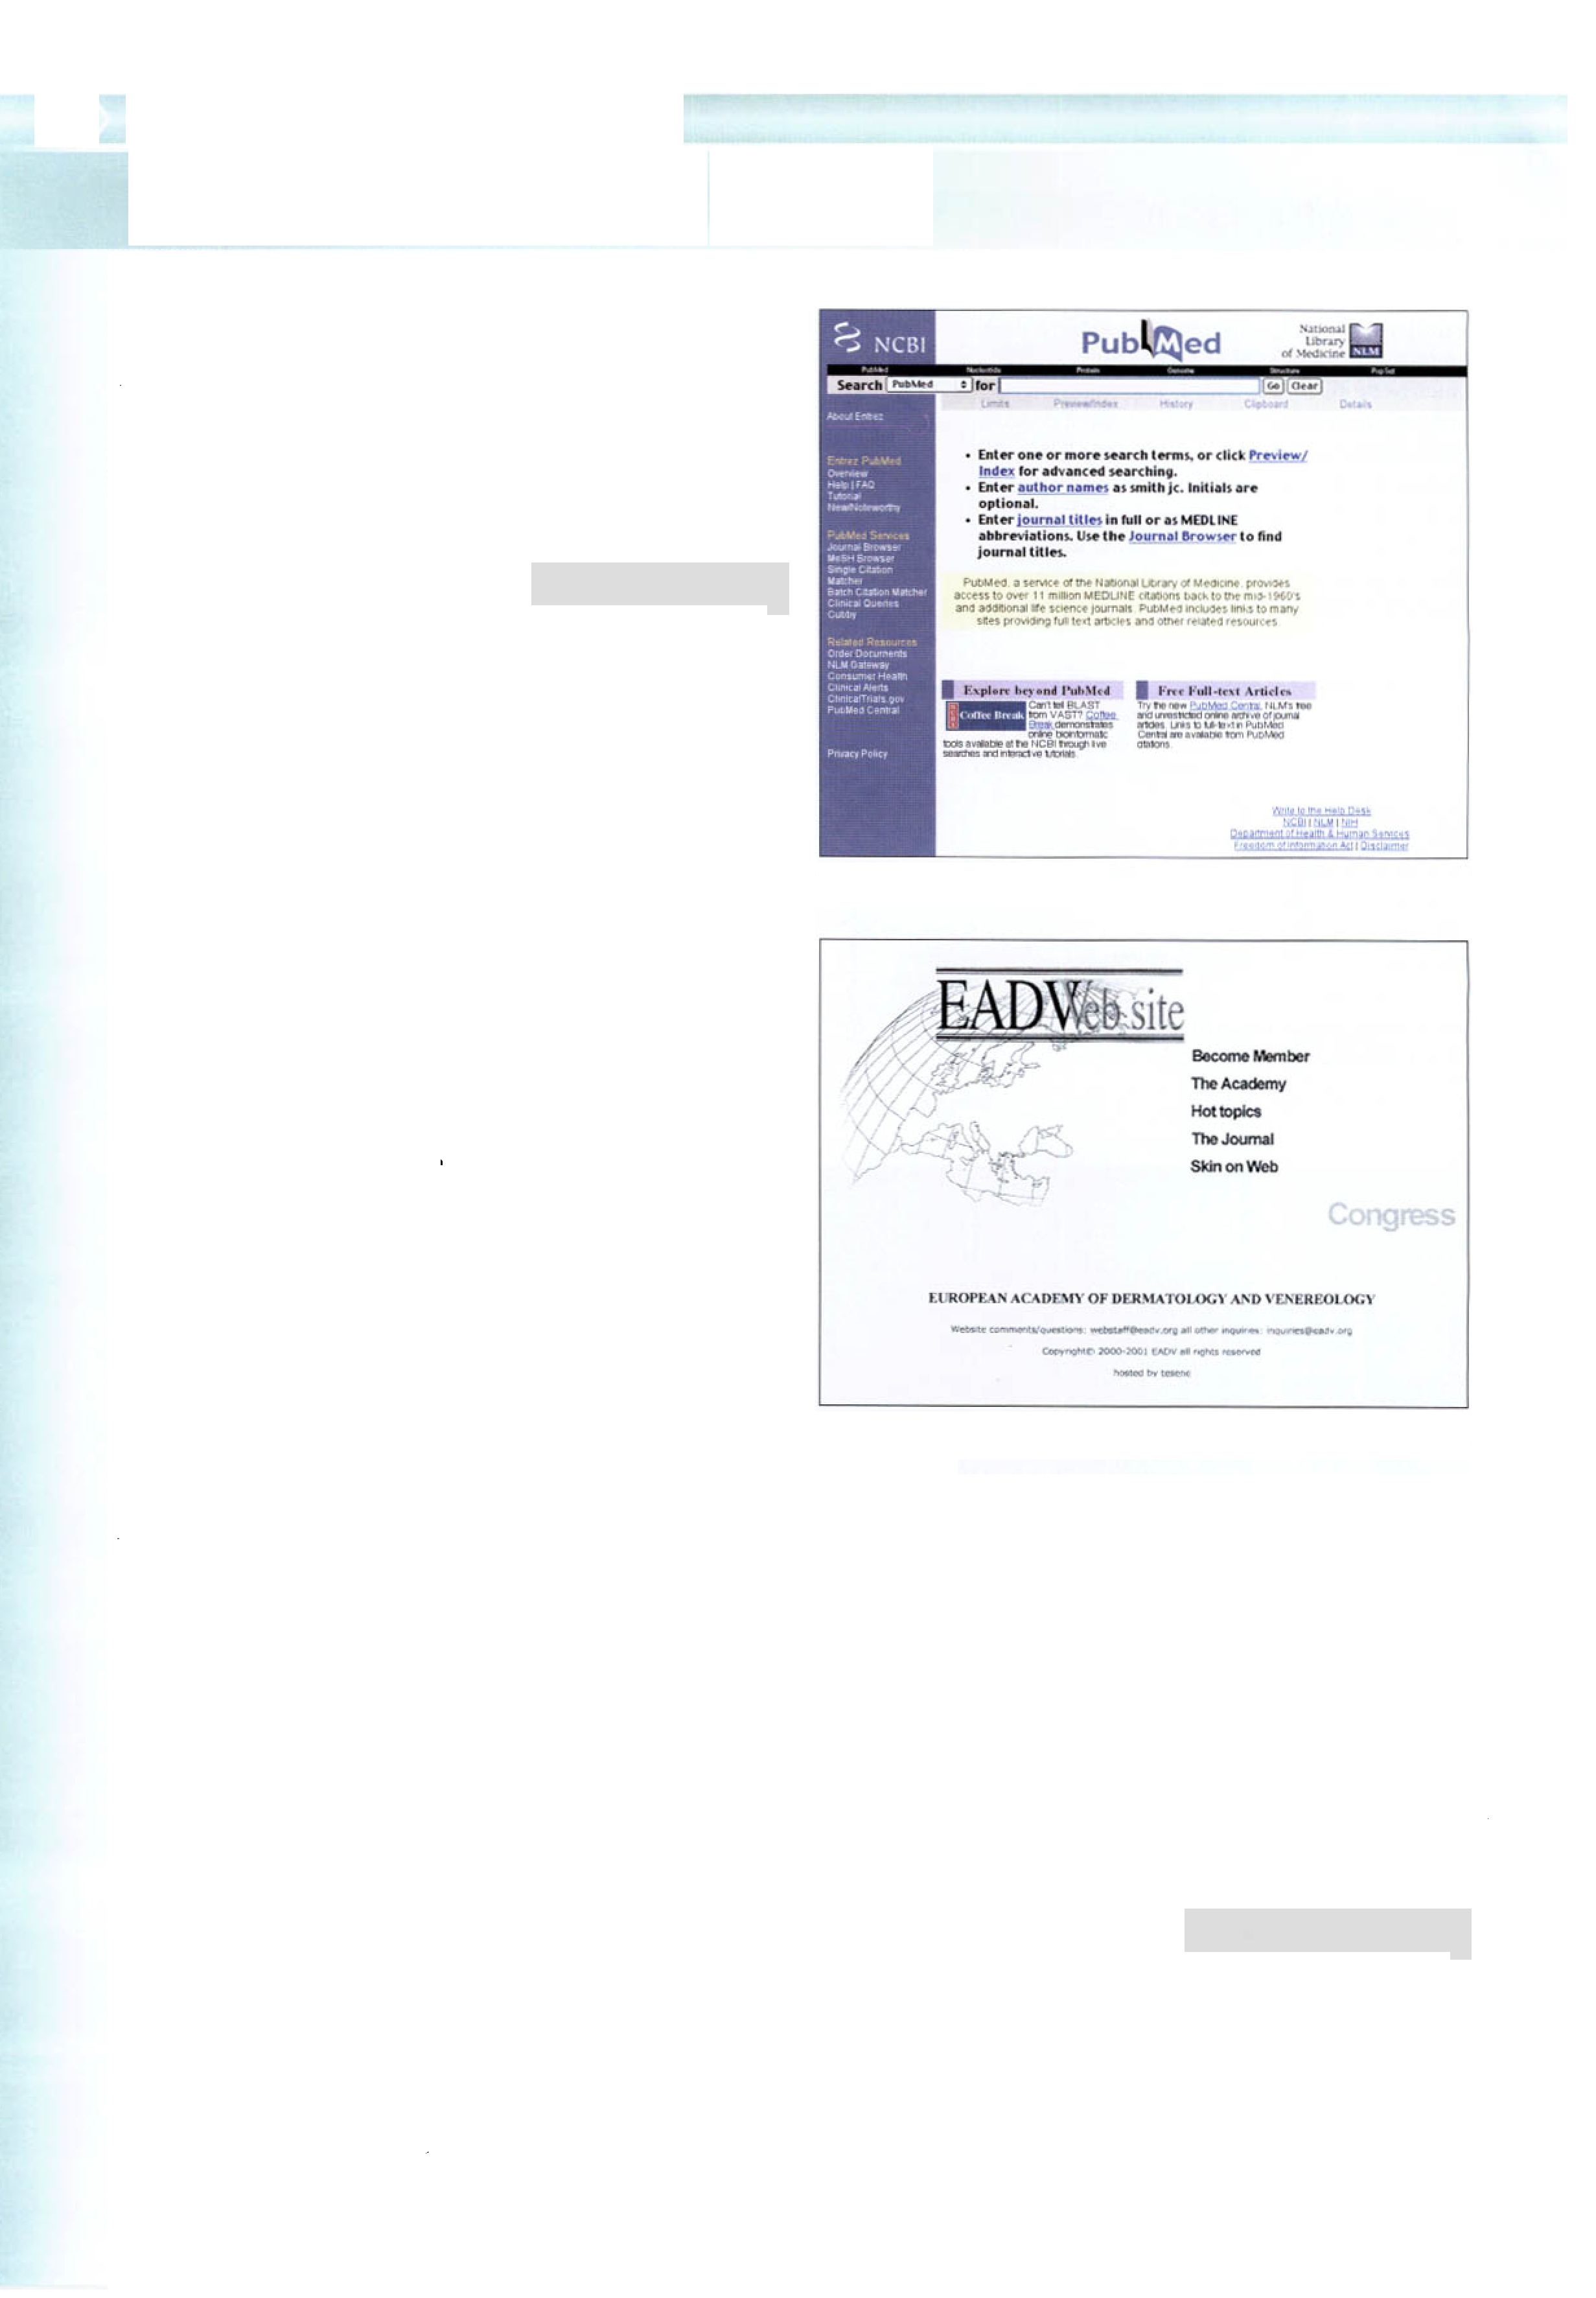 NCBI
PubMed
National
Library
of Medicine
NLM
PubMed Nucleotide Protein Genome Structure PopSet
Search PubMed for Go Clear
Limits Preview/Index History Clipboard Details
About Entrez
Entrez PubMed
Overview
Help | FAQ
Tutorial
New/Noteworthy
PubMed Services
Journal Browser
MeSH Browser
Single Citation
Matcher
Batch Citation Matcher
Clinical Queries
Cubby
Related Resources
Order Documents
NLM Gateway
Consumer Health
Clinical Alerts
ClinicalTrials.gov
PubMed Central
Privacy Policy
• Enter one or more search terms, or click Preview/
Index for advanced searching.
• Enter author names as smith jc. Initials are
optional.
• Enter journal titles in full or as MEDLINE
abbreviations. Use the Journal Browser to find
journal titles.
PubMed, a service of the National Library of Medicine, provides
access to over 11 million MEDLINE citations back to the mid-1960's
and additional life science journals. PubMed includes links to many
sites providing full text articles and other related resources.
Explore beyond PubMed
Coffee Break
Can't tell BLAST
from VAST? Coffee
Break demonstrates
online bioinformatic
tools available at the NCBI through live
searches and interactive tutorials.
Free Full-text Articles
Try the new PubMed Central, NLM's free
and unrestricted online archive of journal
articles. Links to full-text in PubMed
Central are available from PubMed
citations.
Write to the Help Desk
NCBI | NLM | NIH
Department of Health & Human Services
Freedom of Information Act | Disclaimer
EADWeb site
Become Member
The Academy
Hot topics
The Journal
Skin on Web
Congress
EUROPEAN ACADEMY OF DERMATOLOGY AND VENEREOLOGY
Website comments/questions: webstaff@eadv.org all other inquiries: inquiries@eadv.org
Copyright© 2000-2001 EADV all rights reserved
hosted by tesene